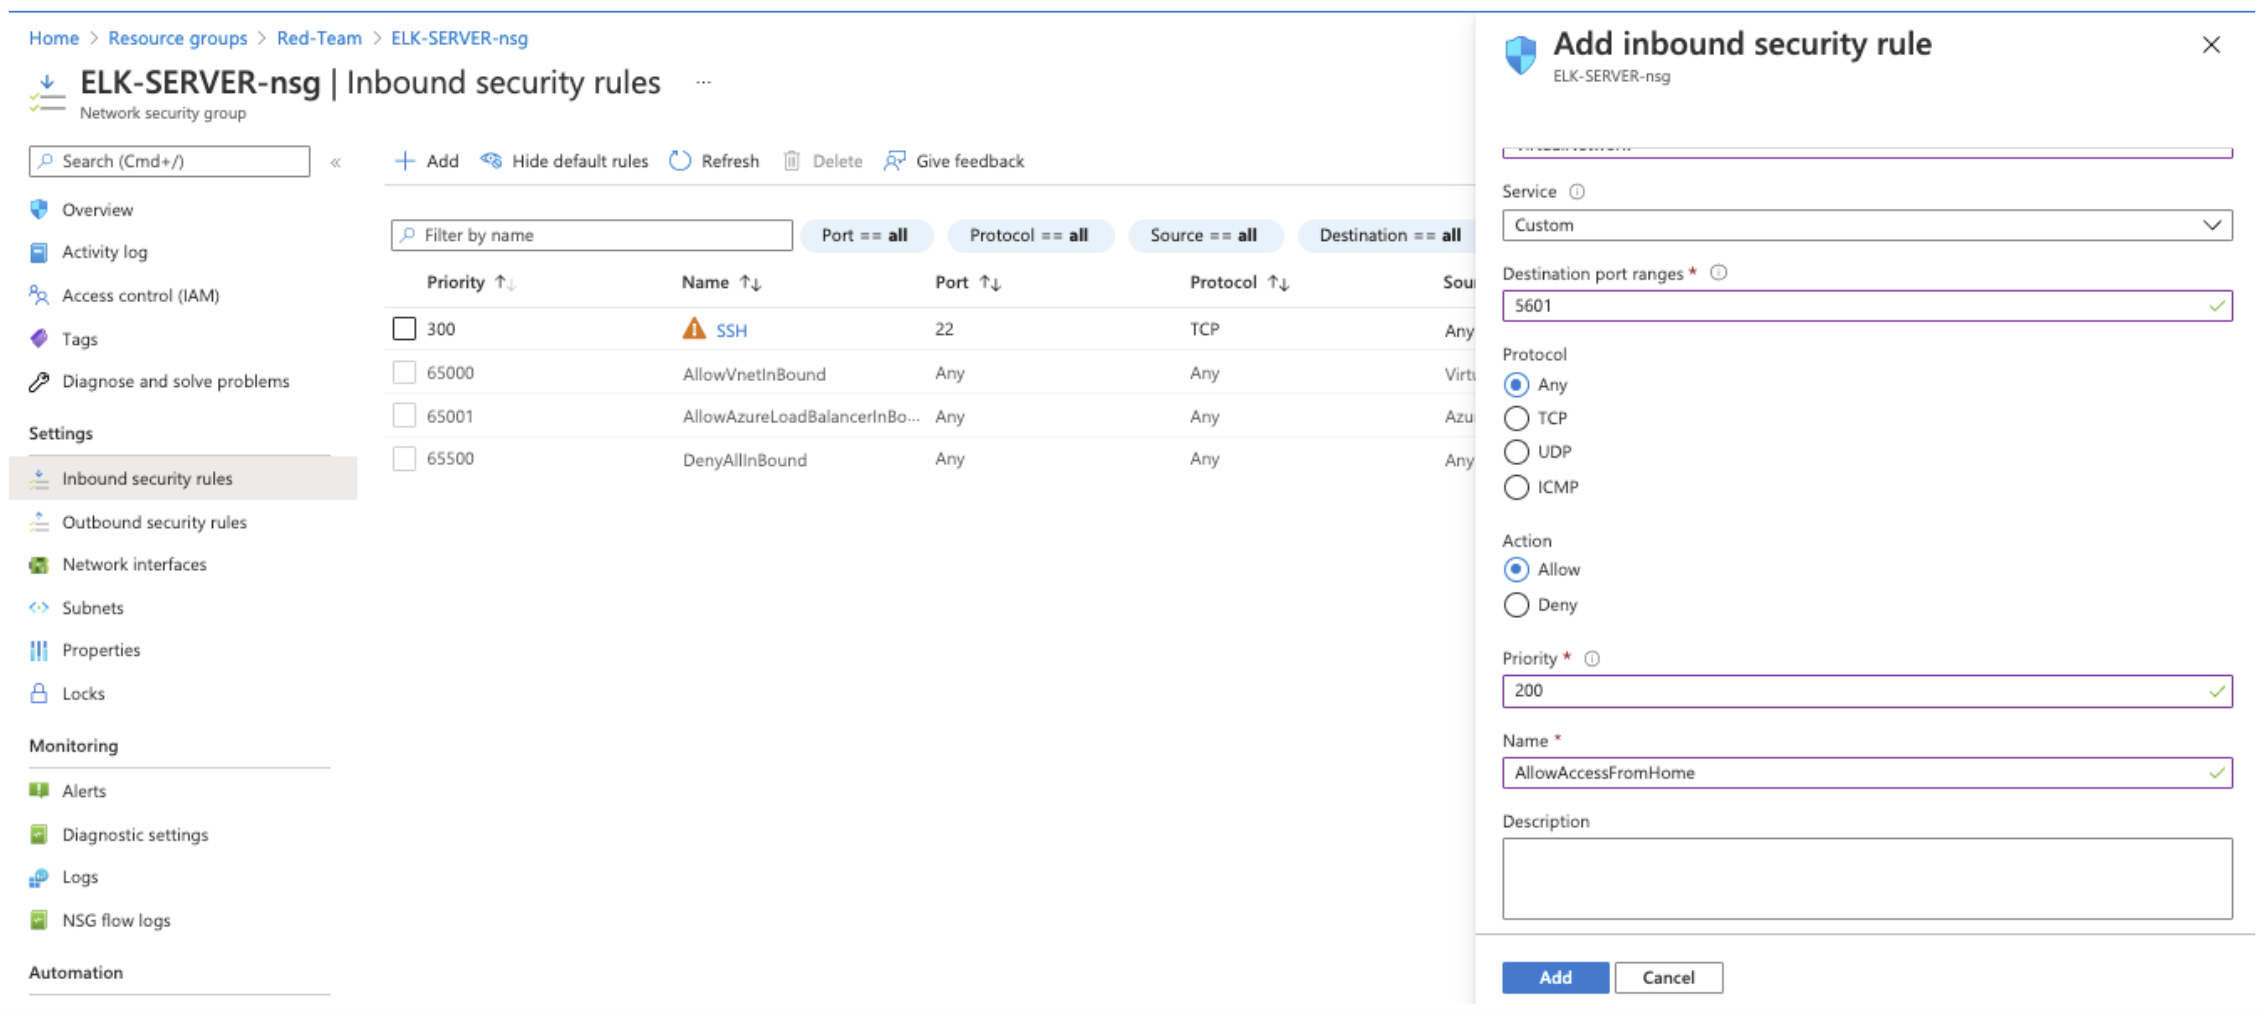 Home > Resource groups > Red-Team > ELK-SERVER-nsg
ELK-SERVER-nsg | Inbound security rules ...
Network security group
Search (Cmd+/) «
Overview
Activity log
Access control (IAM)
Tags
Diagnose and solve problems
Settings
Inbound security rules
Outbound security rules
Network interfaces
Subnets
Properties
Locks
Monitoring
Alerts
Diagnostic settings
Logs
NSG flow logs
Automation
+ Add Hide default rules Refresh Delete Give feedback
Filter by name Port == all Protocol == all Source == all Destination == all
Priority ↑↓ Name ↑↓ Port ↑↓ Protocol ↑↓ Sou
300 SSH 22 TCP Any
65000 AllowVnetInBound Any Any Virtu
65001 AllowAzureLoadBalancerInBo... Any Any Azu
65500 DenyAllInBound Any Any Any
Add inbound security rule
ELK-SERVER-nsg
Service
Custom
Destination port ranges *
5601
Protocol
Any
TCP
UDP
ICMP
Action
Allow
Deny
Priority *
200
Name *
AllowAccessFromHome
Description
Add Cancel